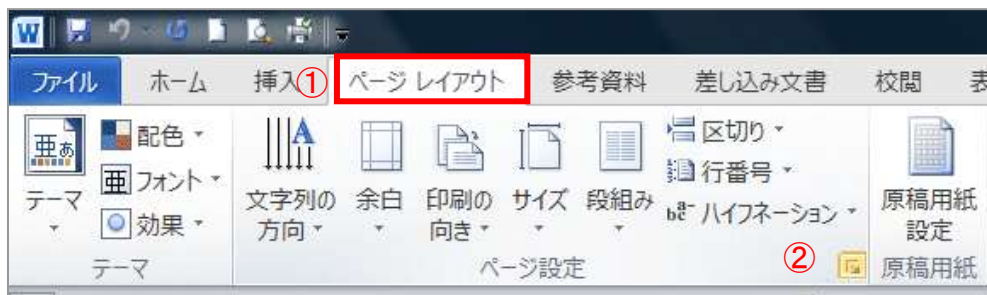 W
ファイル ホーム 挿入 ① ページ レイアウト 参考資料 差し込み文書 校閲
亜あ 配色 A 区切り
亜 フォント 行番号
テーマ 文字列の方向 余白 印刷の向き サイズ 段組み bc ハイフネーション 原稿用紙設定
効果
テーマ ページ設定 ② 原稿用紙